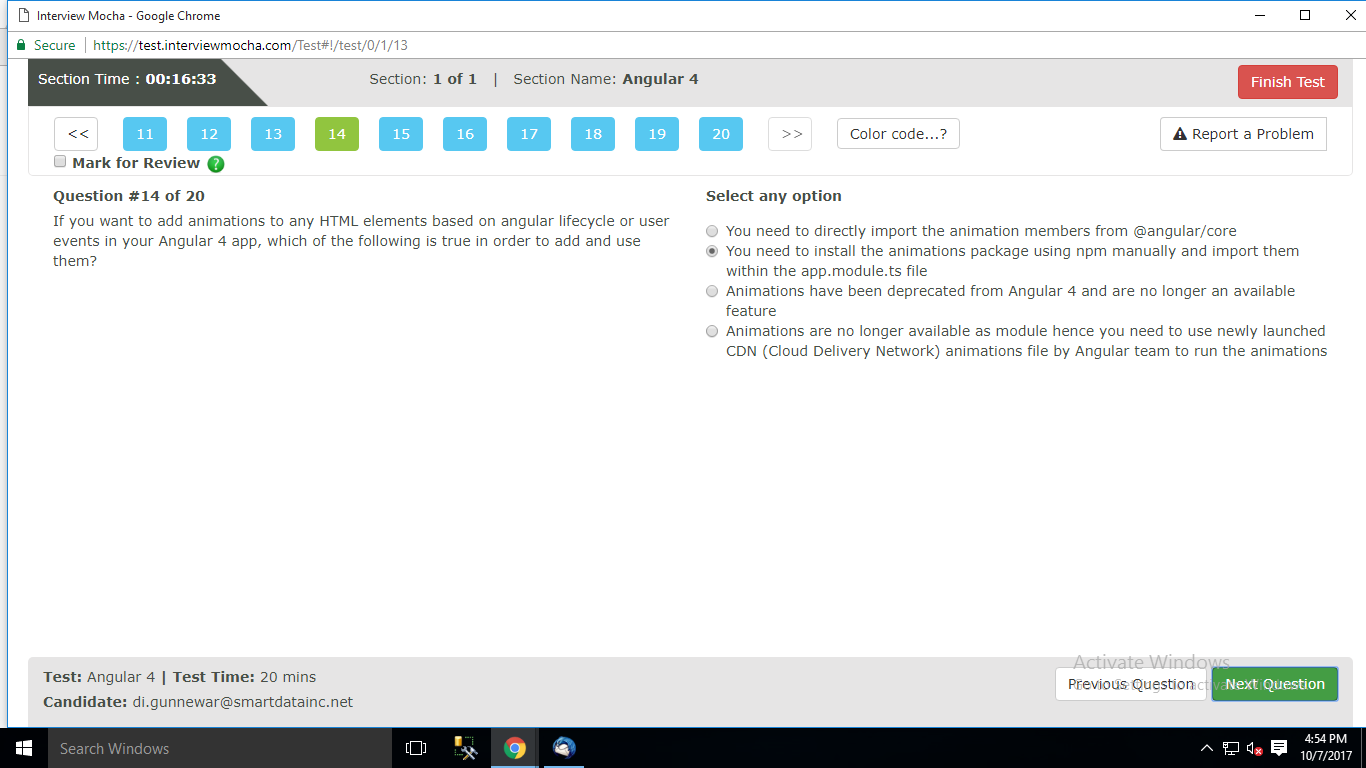 Interview Mocha - Google Chrome
Secure | https://test.interviewmocha.com/Test#!/test/0/1/13
Section Time : 00:16:33
Section: 1 of 1 | Section Name: Angular 4
Finish Test
<< 11 12 13 14 15 16 17 18 19 20 >> Color code...?
Report a Problem
Mark for Review ?
Question #14 of 20
If you want to add animations to any HTML elements based on angular lifecycle or user
events in your Angular 4 app, which of the following is true in order to add and use
them?
Select any option
You need to directly import the animation members from @angular/core
You need to install the animations package using npm manually and import them
within the app.module.ts file
Animations have been deprecated from Angular 4 and are no longer an available
feature
Animations are no longer available as module hence you need to use newly launched
CDN (Cloud Delivery Network) animations file by Angular team to run the animations
Test: Angular 4 | Test Time: 20 mins
Candidate: di.gunnewar@smartdatainc.net
Activate Windows
Go to Settings to activate
Previous Question
Next Question
Search Windows
4:54 PM
10/7/2017